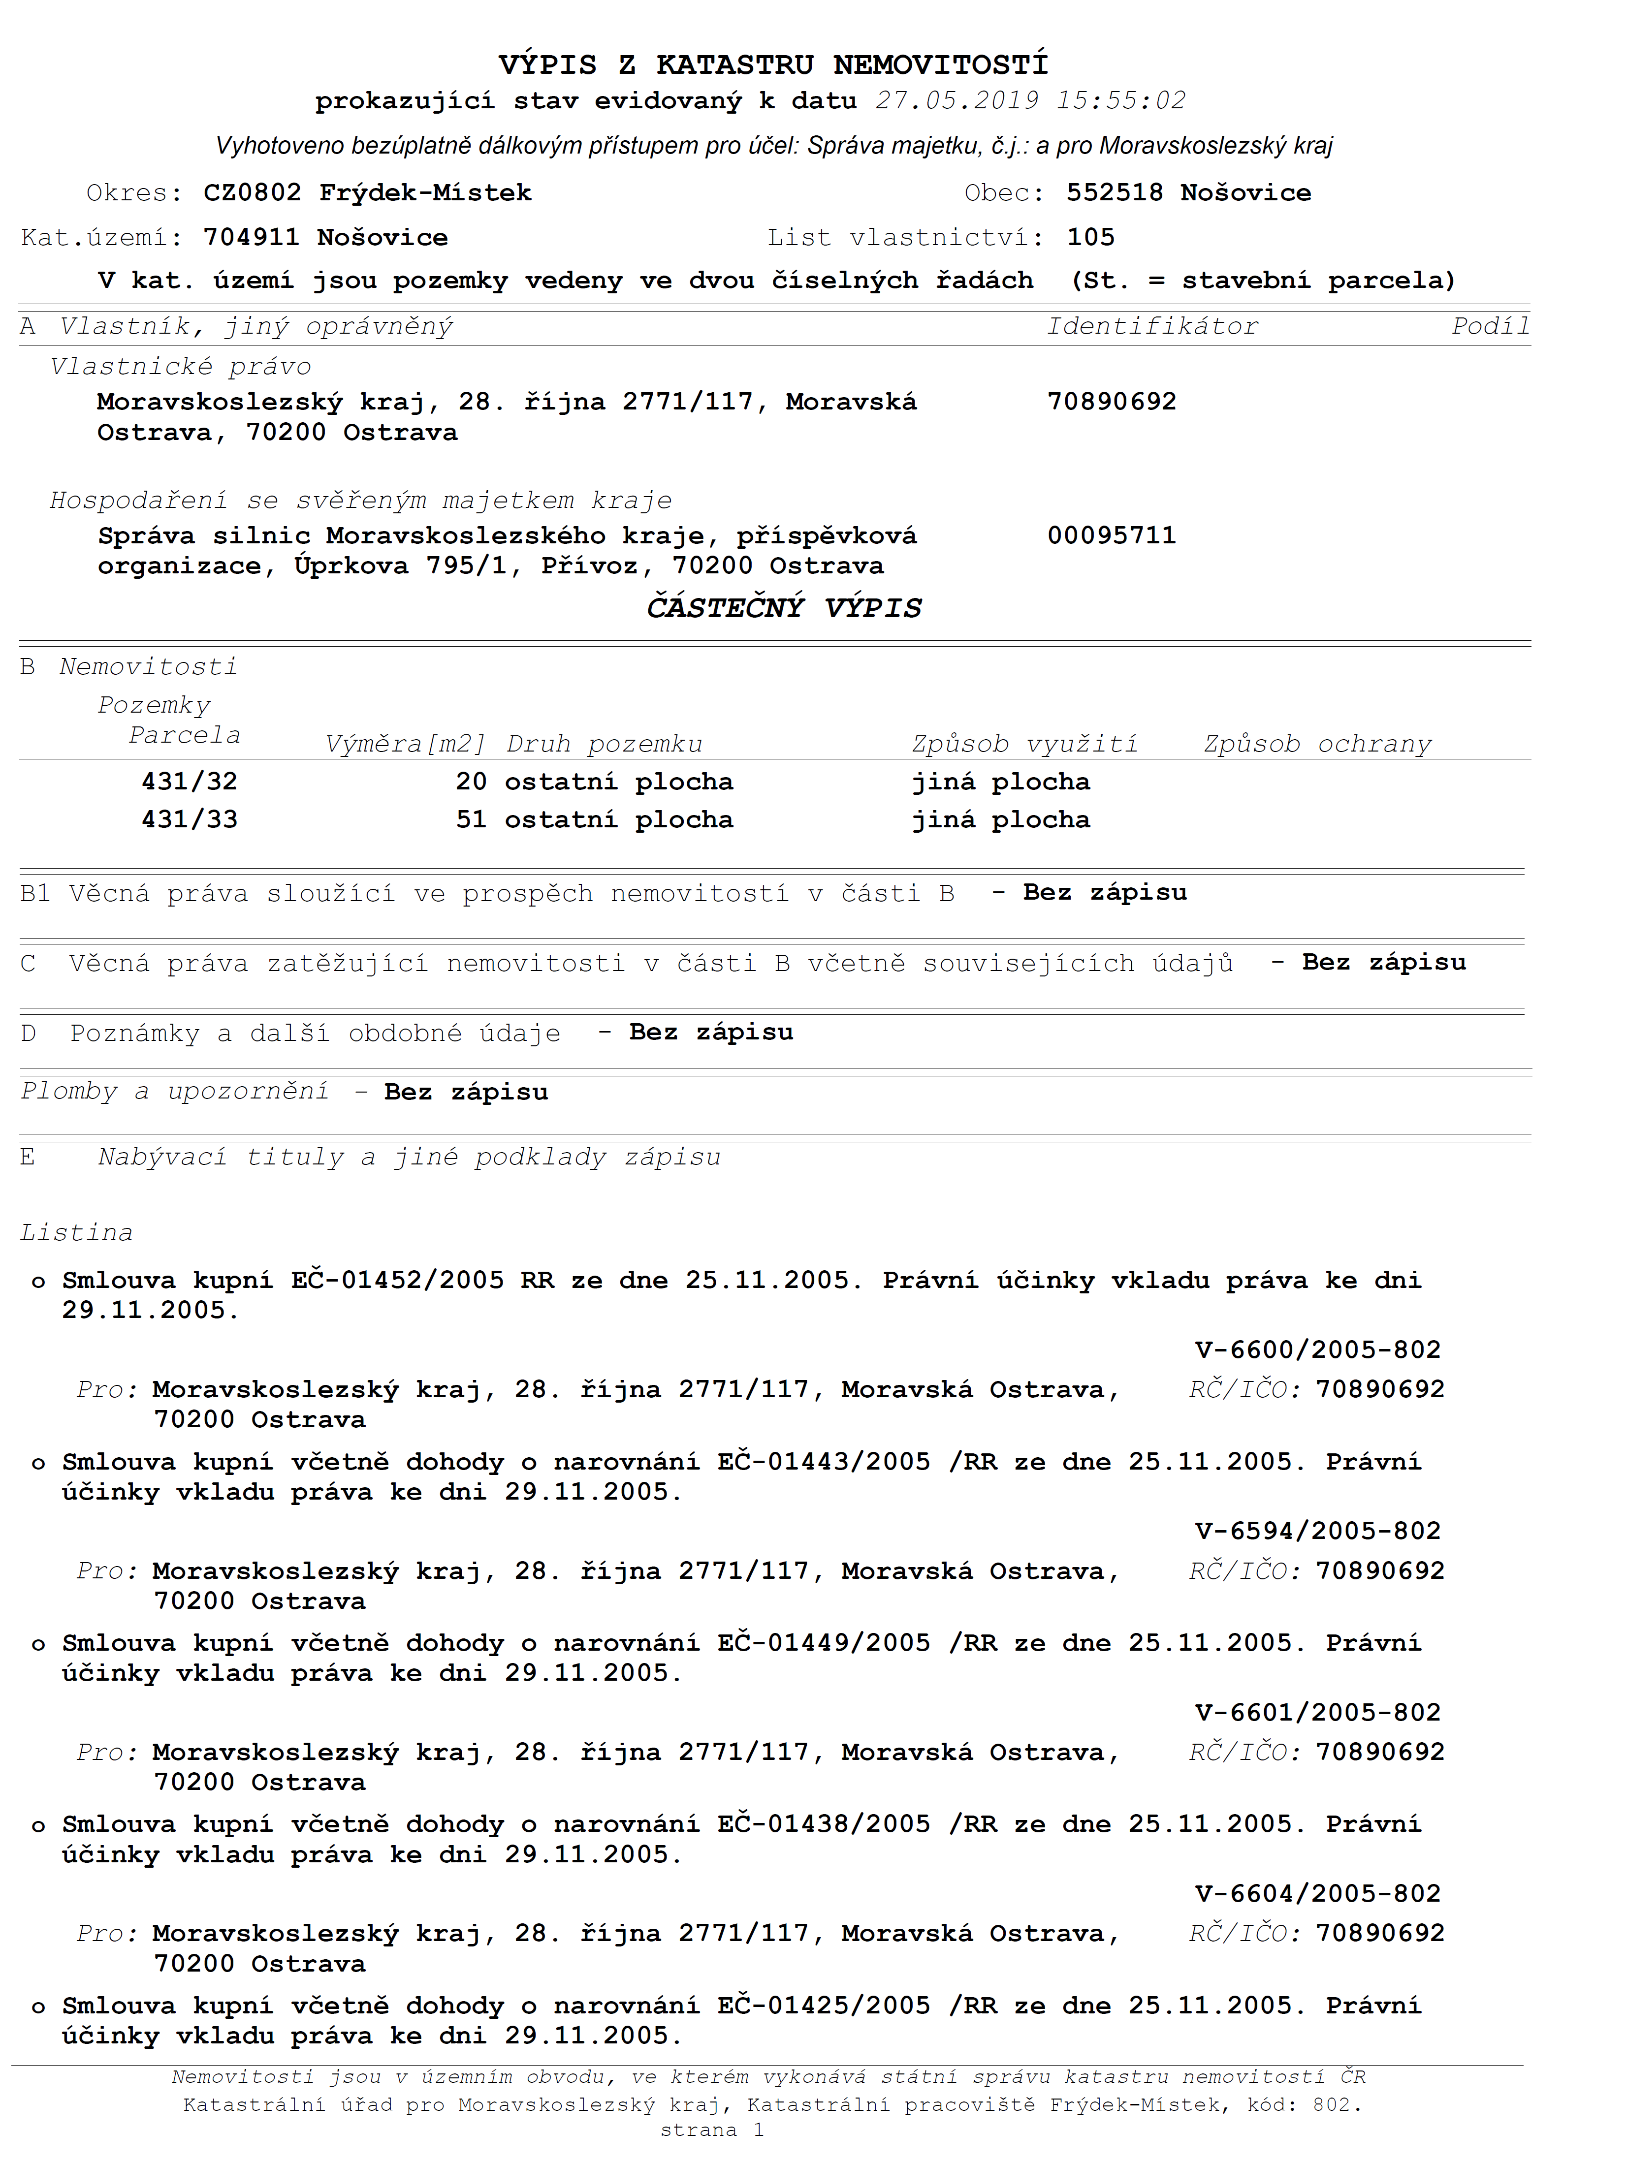 VÝPIS Z KATASTRU NEMOVITOSTÍ
prokazující stav evidovaný k datu 27.05.2019 15:55:02
Vyhotoveno bezúplatně dálkovým přístupem pro účel: Správa majetku, č.j.: a pro Moravskoslezský kraj
Okres: CZ0802 Frýdek-Místek Obec: 552518 Nošovice
Kat.území: 704911 Nošovice List vlastnictví: 105
V kat. území jsou pozemky vedeny ve dvou číselných řadách (St. = stavební parcela)
A Vlastník, jiný oprávněný Identifikátor Podíl
Vlastnické právo
Moravskoslezský kraj, 28. října 2771/117, Moravská 70890692
Ostrava, 70200 Ostrava
Hospodaření se svěřeným majetkem kraje
Správa silnic Moravskoslezského kraje, příspěvková 00095711
organizace, Úprkova 795/1, Přívoz, 70200 Ostrava
ČÁSTEČNÝ VÝPIS
B Nemovitosti
Pozemky
Parcela Výměra[m2] Druh pozemku Způsob využití Způsob ochrany
431/32 20 ostatní plocha jiná plocha
431/33 51 ostatní plocha jiná plocha
B1 Věcná práva sloužící ve prospěch nemovitostí v části B - Bez zápisu
C Věcná práva zatěžující nemovitosti v části B včetně souvisejících údajů - Bez zápisu
D Poznámky a další obdobné údaje - Bez zápisu
Plomby a upozornění - Bez zápisu
E Nabývací tituly a jiné podklady zápisu
Listina
o Smlouva kupní EČ-01452/2005 RR ze dne 25.11.2005. Právní účinky vkladu práva ke dni
29.11.2005.
V-6600/2005-802
Pro: Moravskoslezský kraj, 28. října 2771/117, Moravská Ostrava, RČ/IČO: 70890692
70200 Ostrava
o Smlouva kupní včetně dohody o narovnání EČ-01443/2005 /RR ze dne 25.11.2005. Právní
účinky vkladu práva ke dni 29.11.2005.
V-6594/2005-802
Pro: Moravskoslezský kraj, 28. října 2771/117, Moravská Ostrava, RČ/IČO: 70890692
70200 Ostrava
o Smlouva kupní včetně dohody o narovnání EČ-01449/2005 /RR ze dne 25.11.2005. Právní
účinky vkladu práva ke dni 29.11.2005.
V-6601/2005-802
Pro: Moravskoslezský kraj, 28. října 2771/117, Moravská Ostrava, RČ/IČO: 70890692
70200 Ostrava
o Smlouva kupní včetně dohody o narovnání EČ-01438/2005 /RR ze dne 25.11.2005. Právní
účinky vkladu práva ke dni 29.11.2005.
V-6604/2005-802
Pro: Moravskoslezský kraj, 28. října 2771/117, Moravská Ostrava, RČ/IČO: 70890692
70200 Ostrava
o Smlouva kupní včetně dohody o narovnání EČ-01425/2005 /RR ze dne 25.11.2005. Právní
účinky vkladu práva ke dni 29.11.2005.
Nemovitosti jsou v územním obvodu, ve kterém vykonává státní správu katastru nemovitostí ČR
Katastrální úřad pro Moravskoslezský kraj, Katastrální pracoviště Frýdek-Místek, kód: 802.
strana 1